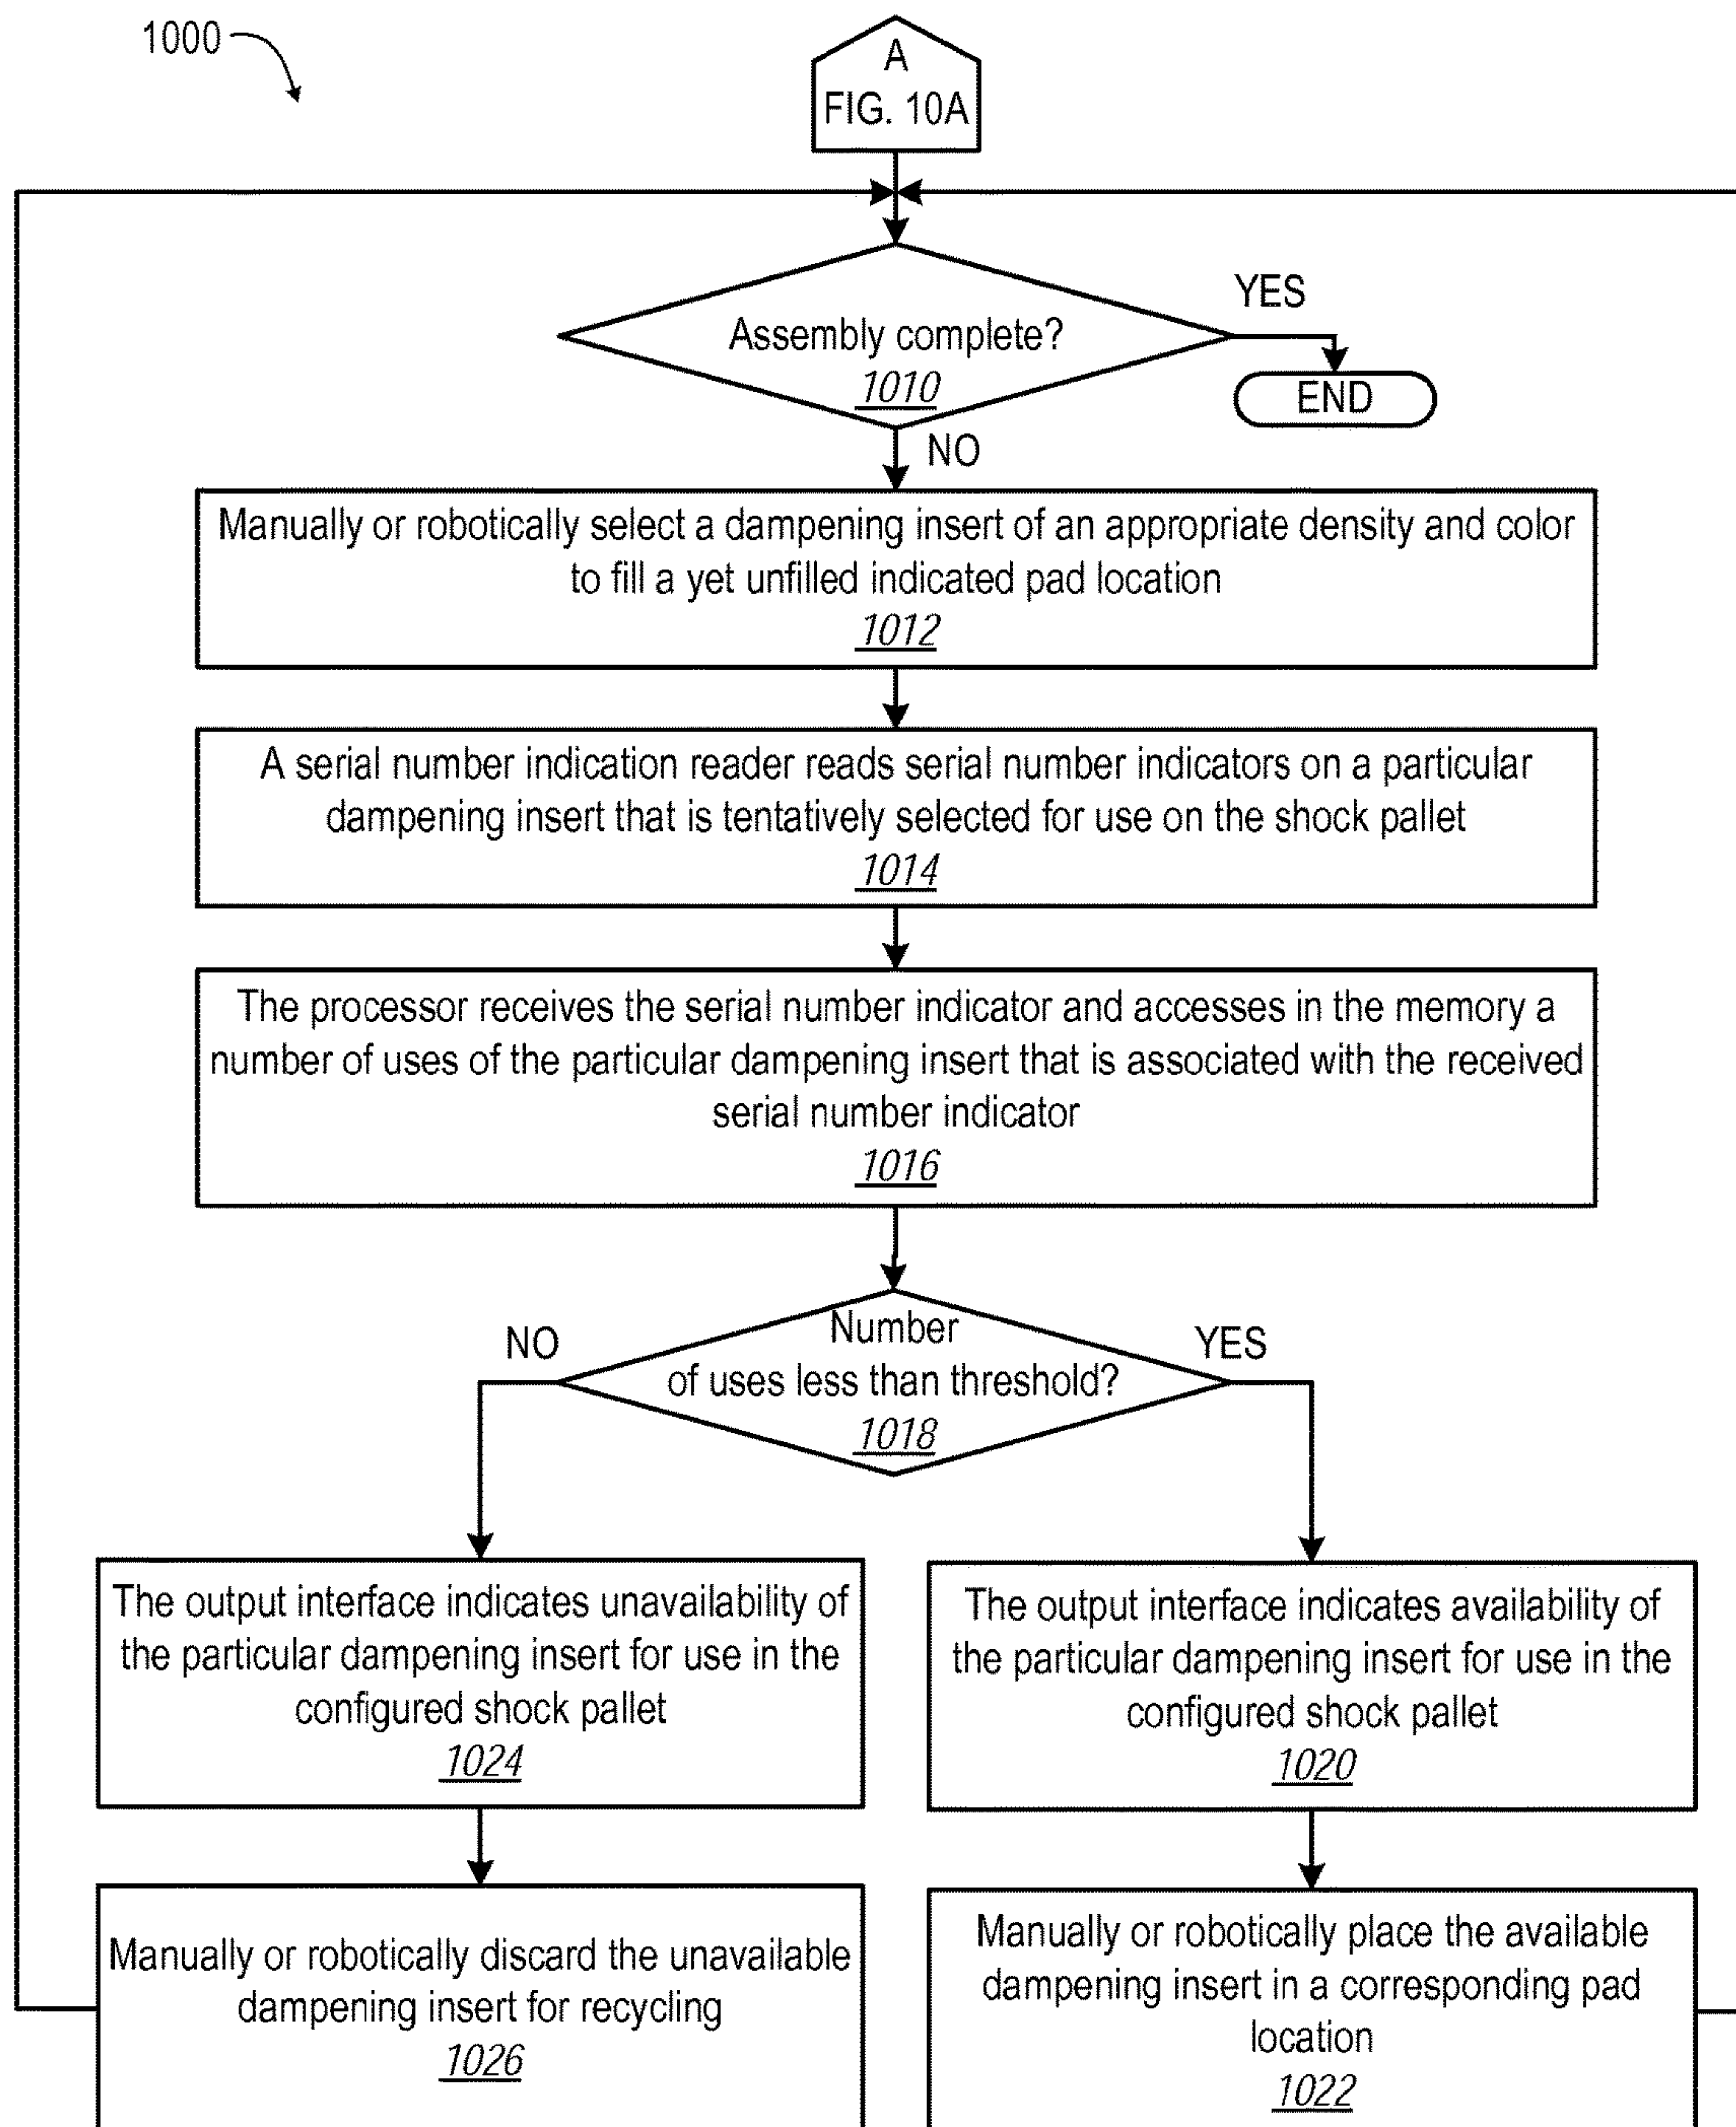 1000
A
FIG. 10A
Assembly complete?
1010
YES
END
NO
Manually or robotically select a dampening insert of an appropriate density and color
to fill a yet unfilled indicated pad location
1012
A serial number indication reader reads serial number indicators on a particular
dampening insert that is tentatively selected for use on the shock pallet
1014
The processor receives the serial number indicator and accesses in the memory a
number of uses of the particular dampening insert that is associated with the received
serial number indicator
1016
Number
of uses less than threshold?
1018
NO
YES
The output interface indicates unavailability of
the particular dampening insert for use in the
configured shock pallet
1024
The output interface indicates availability of
the particular dampening insert for use in the
configured shock pallet
1020
Manually or robotically discard the unavailable
dampening insert for recycling
1026
Manually or robotically place the available
dampening insert in a corresponding pad
location
1022